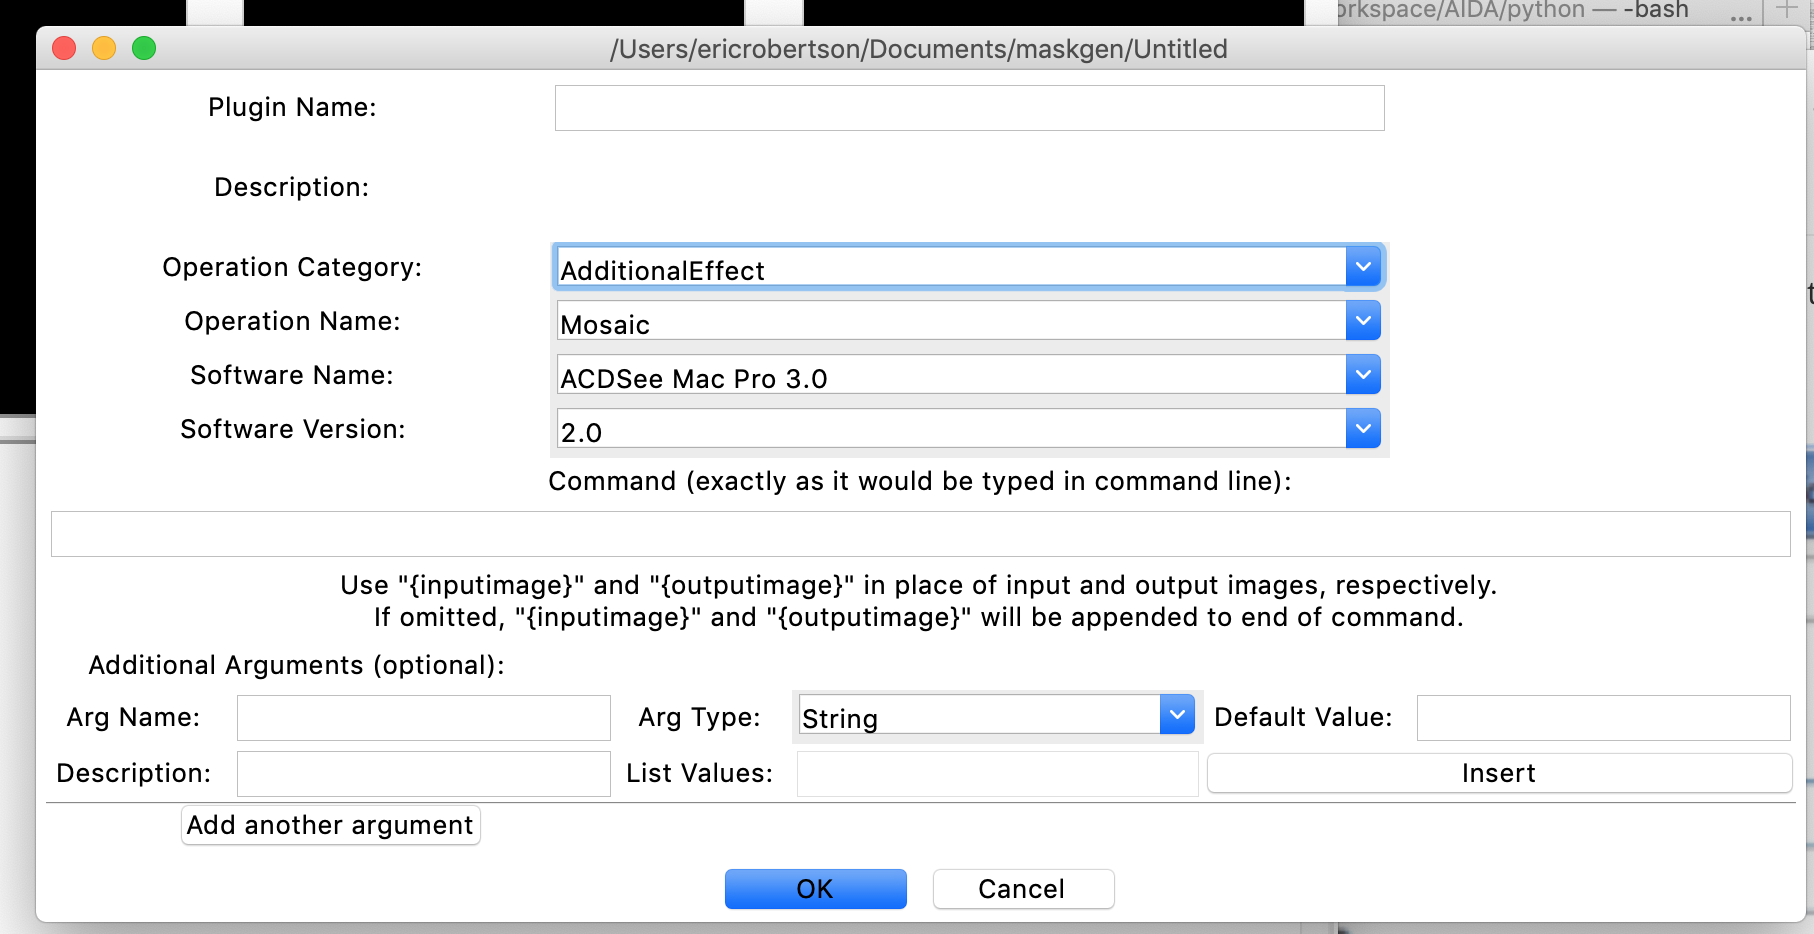 orkspace/AIDA/python — -bash ...
/Users/ericrobertson/Documents/maskgen/Untitled
Plugin Name:
Description:
Operation Category: AdditionalEffect
Operation Name: Mosaic
Software Name: ACDSee Mac Pro 3.0
Software Version: 2.0
Command (exactly as it would be typed in command line):
Use "{inputimage}" and "{outputimage}" in place of input and output images, respectively.
If omitted, "{inputimage}" and "{outputimage}" will be appended to end of command.
Additional Arguments (optional):
Arg Name: Arg Type: String Default Value:
Description: List Values: Insert
Add another argument
OK Cancel